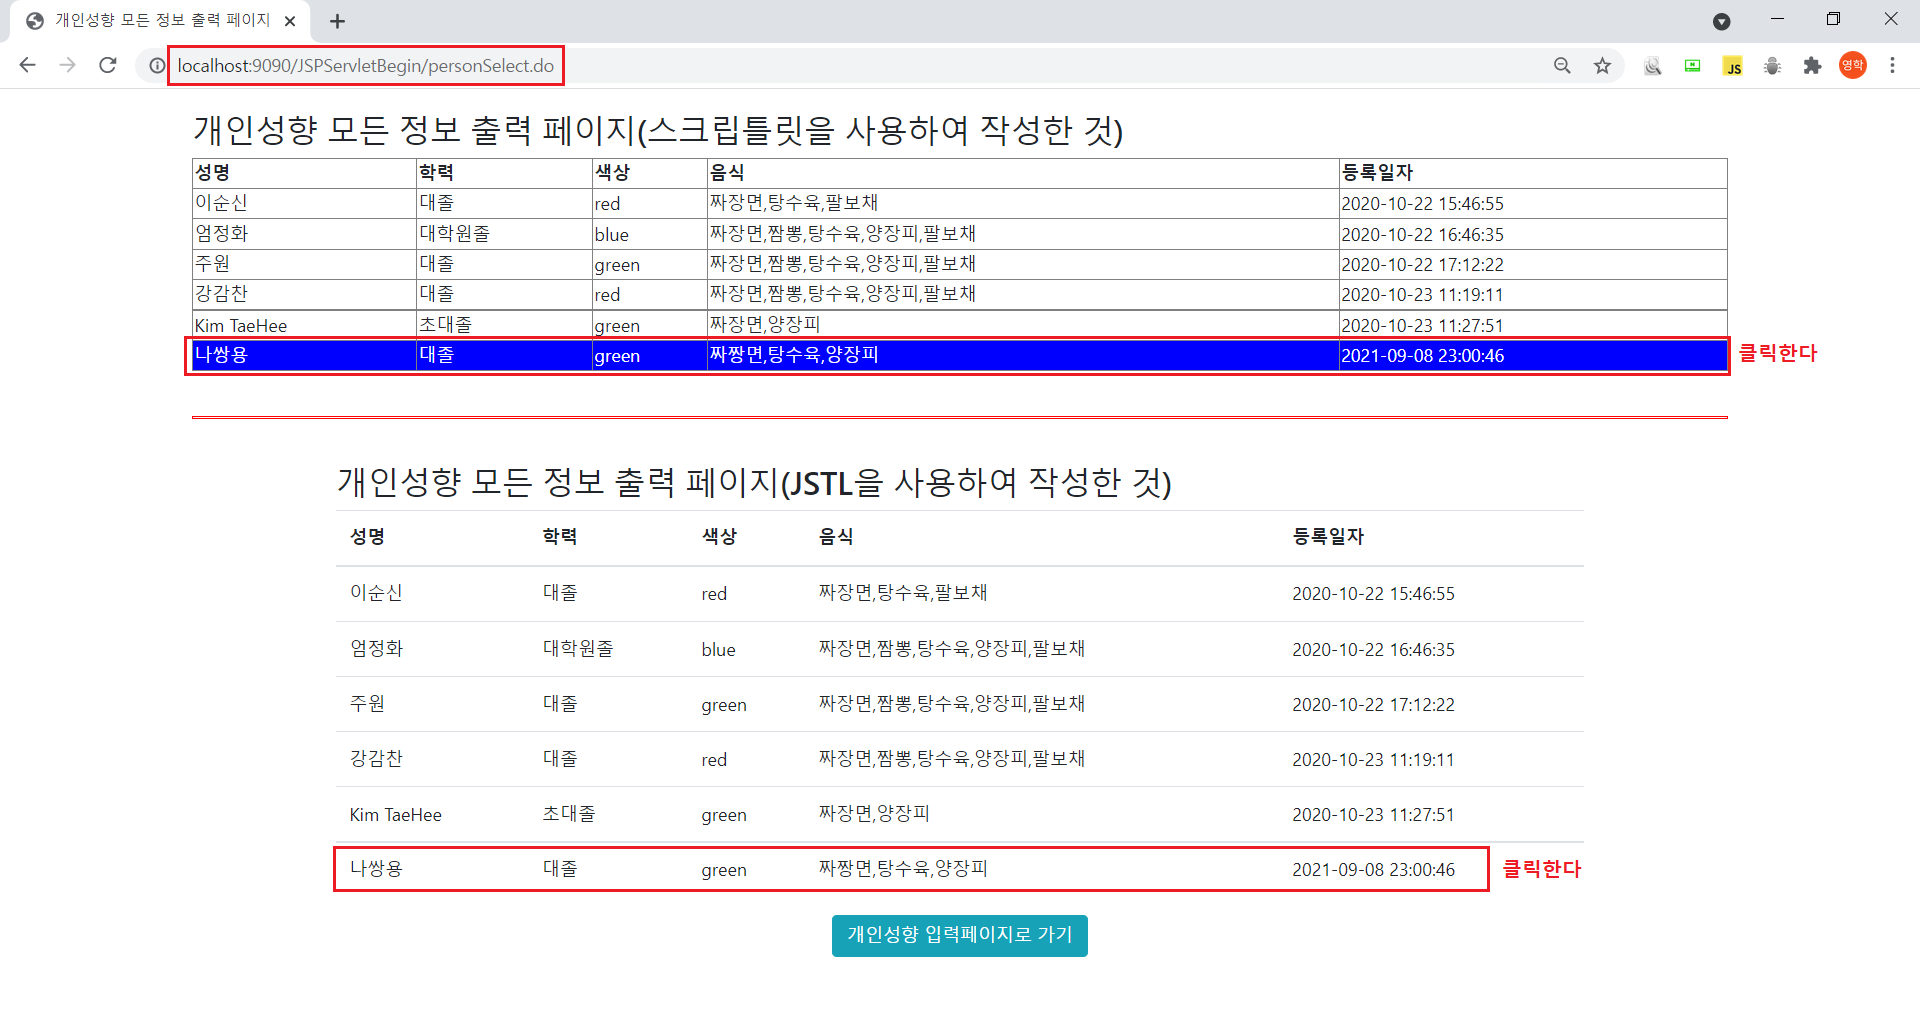 개인성향 모든 정보 출력 페이지
localhost:9090/JSPServletBegin/personSelect.do
JS
영학
개인성향 모든 정보 출력 페이지(스크립틀릿을 사용하여 작성한 것)
성명 학력 색상 음식 등록일자
이순신 대졸 red 짜장면,탕수육,팔보채 2020-10-22 15:46:55
엄정화 대학원졸 blue 짜장면,짬뽕,탕수육,양장피,팔보채 2020-10-22 16:46:35
주원 대졸 green 짜장면,짬뽕,탕수육,양장피,팔보채 2020-10-22 17:12:22
강감찬 대졸 red 짜장면,짬뽕,탕수육,양장피,팔보채 2020-10-23 11:19:11
Kim TaeHee 초대졸 green 짜장면,양장피 2020-10-23 11:27:51
나쌍용 대졸 green 짜짱면,탕수육,양장피 2021-09-08 23:00:46 클릭한다
개인성향 모든 정보 출력 페이지(JSTL을 사용하여 작성한 것)
성명 학력 색상 음식 등록일자
이순신 대졸 red 짜장면,탕수육,팔보채 2020-10-22 15:46:55
엄정화 대학원졸 blue 짜장면,짬뽕,탕수육,양장피,팔보채 2020-10-22 16:46:35
주원 대졸 green 짜장면,짬뽕,탕수육,양장피,팔보채 2020-10-22 17:12:22
강감찬 대졸 red 짜장면,짬뽕,탕수육,양장피,팔보채 2020-10-23 11:19:11
Kim TaeHee 초대졸 green 짜장면,양장피 2020-10-23 11:27:51
나쌍용 대졸 green 짜짱면,탕수육,양장피 2021-09-08 23:00:46 클릭한다
개인성향 입력페이지로 가기